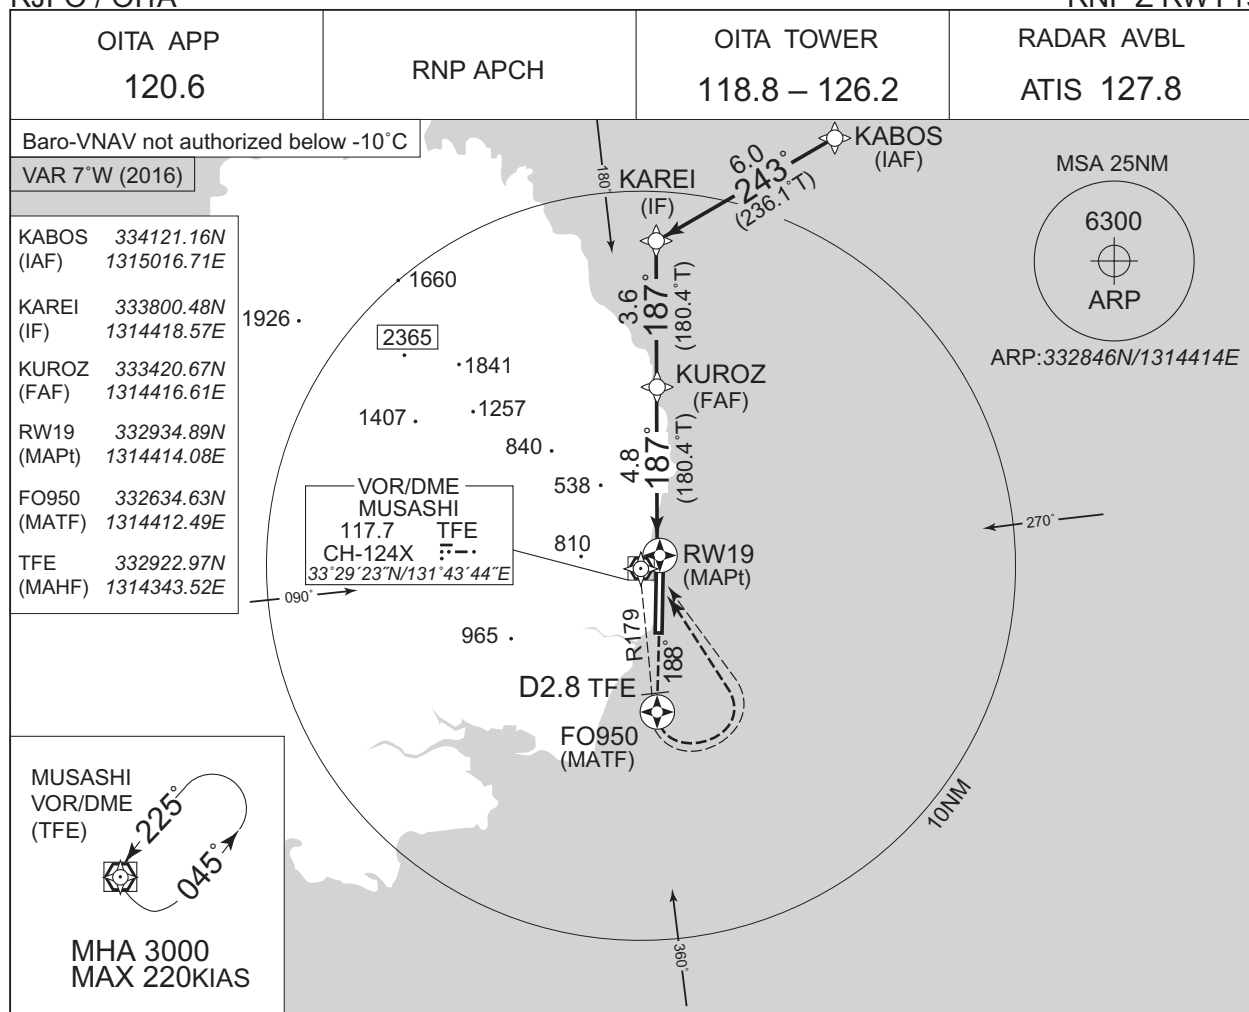 OITA APP
120.6
RNP APCH
OITA TOWER
118.8 – 126.2
RADAR AVBL
ATIS 127.8
Baro-VNAV not authorized below -10˚C
VAR 7˚W (2016)
KABOS 334121.16N
(IAF) 1315016.71E
KAREI 333800.48N
(IF) 1314418.57E
KUROZ 333420.67N
(FAF) 1314416.61E
RW19 332934.89N
(MAPt) 1314414.08E
FO950 332634.63N
(MATF) 1314412.49E
TFE 332922.97N
(MAHF) 1314343.52E
KABOS
(IAF)
6.0
243˚
(236.1˚T)
180˚
KAREI
(IF)
MSA 25NM
6300
ARP
ARP:332846N/1314414E
3.6
187˚
(180.4˚T)
1660
1926
2365
1841
1407
1257
840
538
810
965
KUROZ
(FAF)
4.8
187˚
(180.4˚T)
VOR/DME
MUSASHI
117.7 TFE
CH-124X
33˚29´23˝N/131˚43´44˝E
090˚
270˚
RW19
(MAPt)
R179
188˚
D2.8 TFE
FO950
(MATF)
10NM
360˚
MUSASHI
VOR/DME
(TFE)
225˚
045˚
MHA 3000
MAX 220KIAS